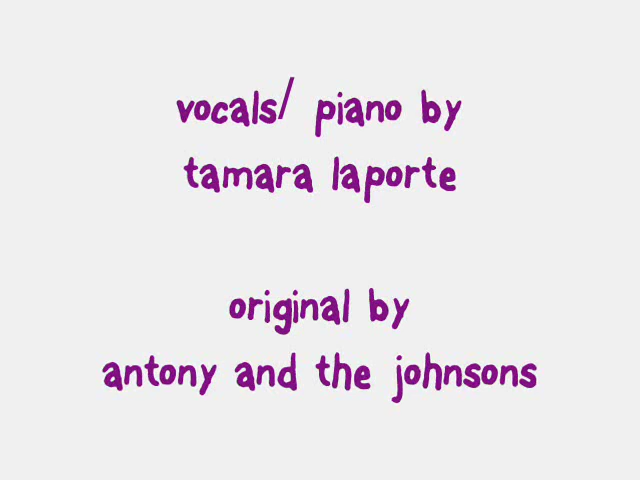 vocals/ piano by
tamara laporte
original by
antony and the johnsons